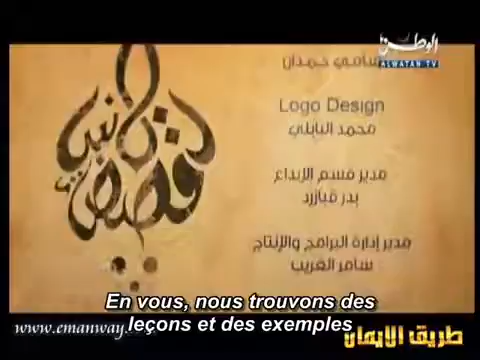 الوطن
ALWATAN TV
سامي حمدان
Logo Design
محمد النابلي
مدير قسم الإبداع
بدر قبازرد
مدير إدارة البرامج والإنتاج
سامر الغريب
قصص الأنبياء
En vous, nous trouvons des
leçons et des exemples
www.emanway
طريق الإيمان